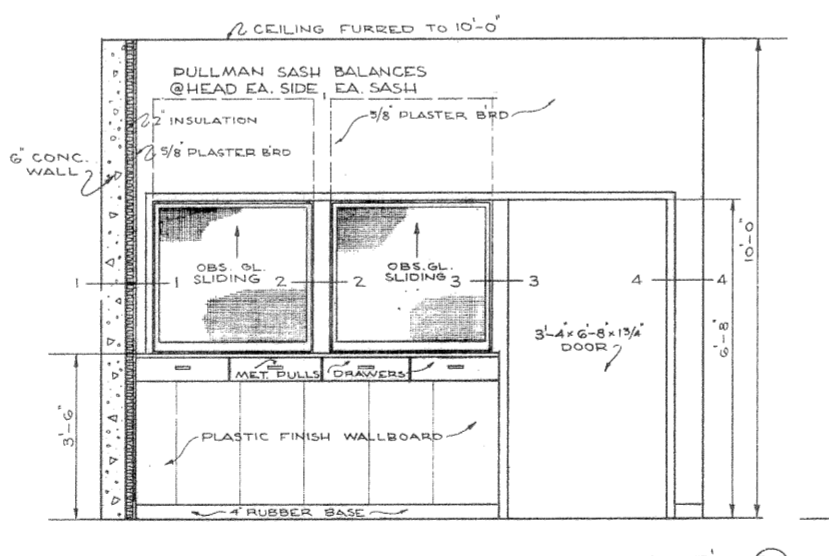 CEILING FURRED TO 10'-0"
PULLMAN SASH BALANCES
@HEAD EA. SIDE, EA. SASH
2" INSULATION
5/8" PLASTER B'RD
5/8" PLASTER B'RD
6" CONC.
WALL
OBS. GL.
SLIDING
OBS. GL.
SLIDING
1 1 2 2 3 3 4 4
10'-0"
6'-8"
3'-4" x 6'-8" x 1 3/4"
DOOR
MET. PULLS
DRAWERS
3'-6"
PLASTIC FINISH WALLBOARD
4" RUBBER BASE